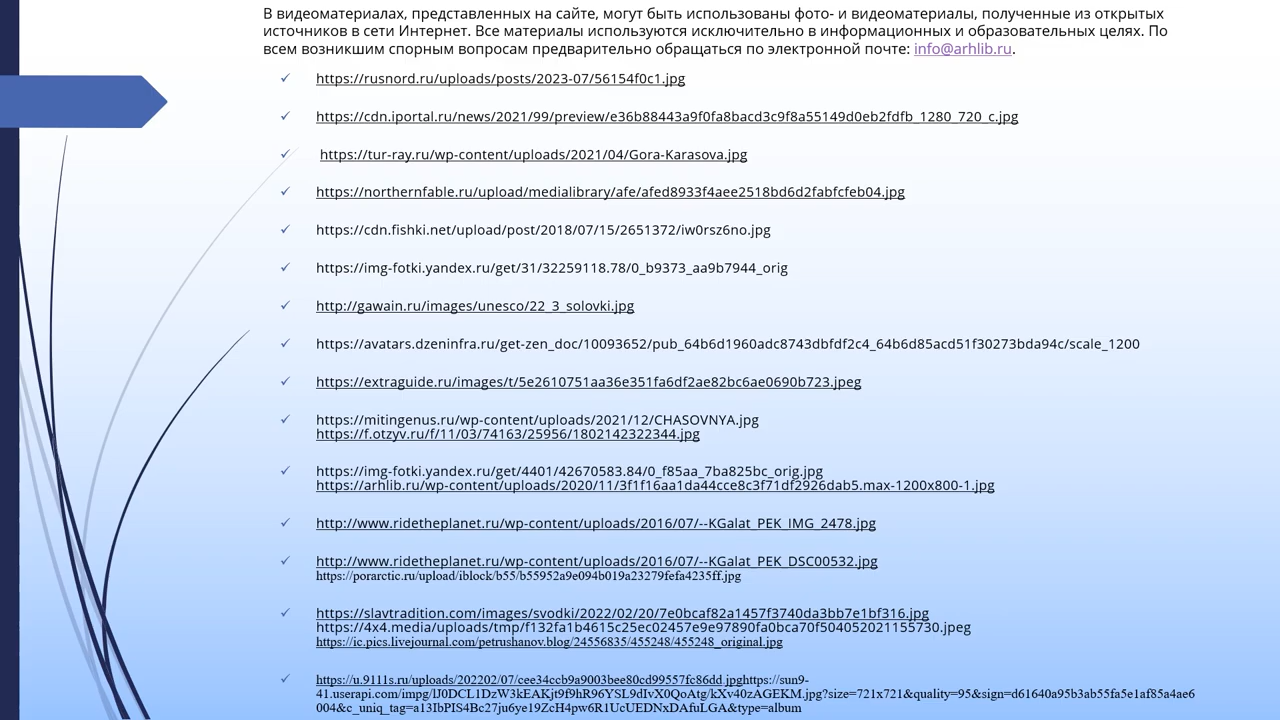 В видеоматериалах, представленных на сайте, могут быть использованы фото- и видеоматериалы, полученные из открытых
источников в сети Интернет. Все материалы используются исключительно в информационных и образовательных целях. По
всем возникшим спорным вопросам предварительно обращаться по электронной почте: info@arhlib.ru.
https://rusnord.ru/uploads/posts/2023-07/56154f0c1.jpg
https://cdn.iportal.ru/news/2021/99/preview/e36b88443a9f0fa8bacd3c9f8a55149d0eb2fdfb_1280_720_c.jpg
https://tur-ray.ru/wp-content/uploads/2021/04/Gora-Karasova.jpg
https://northernfable.ru/upload/medialibrary/afe/afed8933f4aee2518bd6d2fabfcfeb04.jpg
https://cdn.fishki.net/upload/post/2018/07/15/2651372/iw0rsz6no.jpg
https://img-fotki.yandex.ru/get/31/32259118.78/0_b9373_aa9b7944_orig
http://gawain.ru/images/unesco/22_3_solovki.jpg
https://avatars.dzeninfra.ru/get-zen_doc/10093652/pub_64b6d1960adc8743dbfdf2c4_64b6d85acd51f30273bda94c/scale_1200
https://extraguide.ru/images/t/5e2610751aa36e351fa6df2ae82bc6ae0690b723.jpeg
https://mitingenus.ru/wp-content/uploads/2021/12/CHASOVNYA.jpg
https://f.otzyv.ru/f/11/03/74163/25956/1802142322344.jpg
https://img-fotki.yandex.ru/get/4401/42670583.84/0_f85aa_7ba825bc_orig.jpg
https://arhlib.ru/wp-content/uploads/2020/11/3f1f16aa1da44cce8c3f71df2926dab5.max-1200x800-1.jpg
http://www.ridetheplanet.ru/wp-content/uploads/2016/07/--KGalat_PEK_IMG_2478.jpg
http://www.ridetheplanet.ru/wp-content/uploads/2016/07/--KGalat_PEK_DSC00532.jpg
https://porarctic.ru/upload/iblock/b55/b55952a9e094b019a23279fefa4235ff.jpg
https://slavtradition.com/images/svodki/2022/02/20/7e0bcaf82a1457f3740da3bb7e1bf316.jpg
https://4x4.media/uploads/tmp/f132fa1b4615c25ec02457e9e97890fa0bca70f504052021155730.jpeg
https://ic.pics.livejournal.com/petrushanov.blog/24556835/455248/455248_original.jpg
https://u.9111s.ru/uploads/202202/07/cee34ccb9a9003bee80cd99557fc86dd.jpghttps://sun9-
41.userapi.com/impg/lJ0DCL1DzW3kEAKjt9f9hR96YSL9dIvX0QoAtg/kXv40zAGEKM.jpg?size=721x721&quality=95&sign=d61640a95b3ab55fa5e1af85a4ae6
004&c_uniq_tag=a13IbPIS4Bc27ju6ye19ZcH4pw6R1UcUEDNxDAfuLGA&type=album